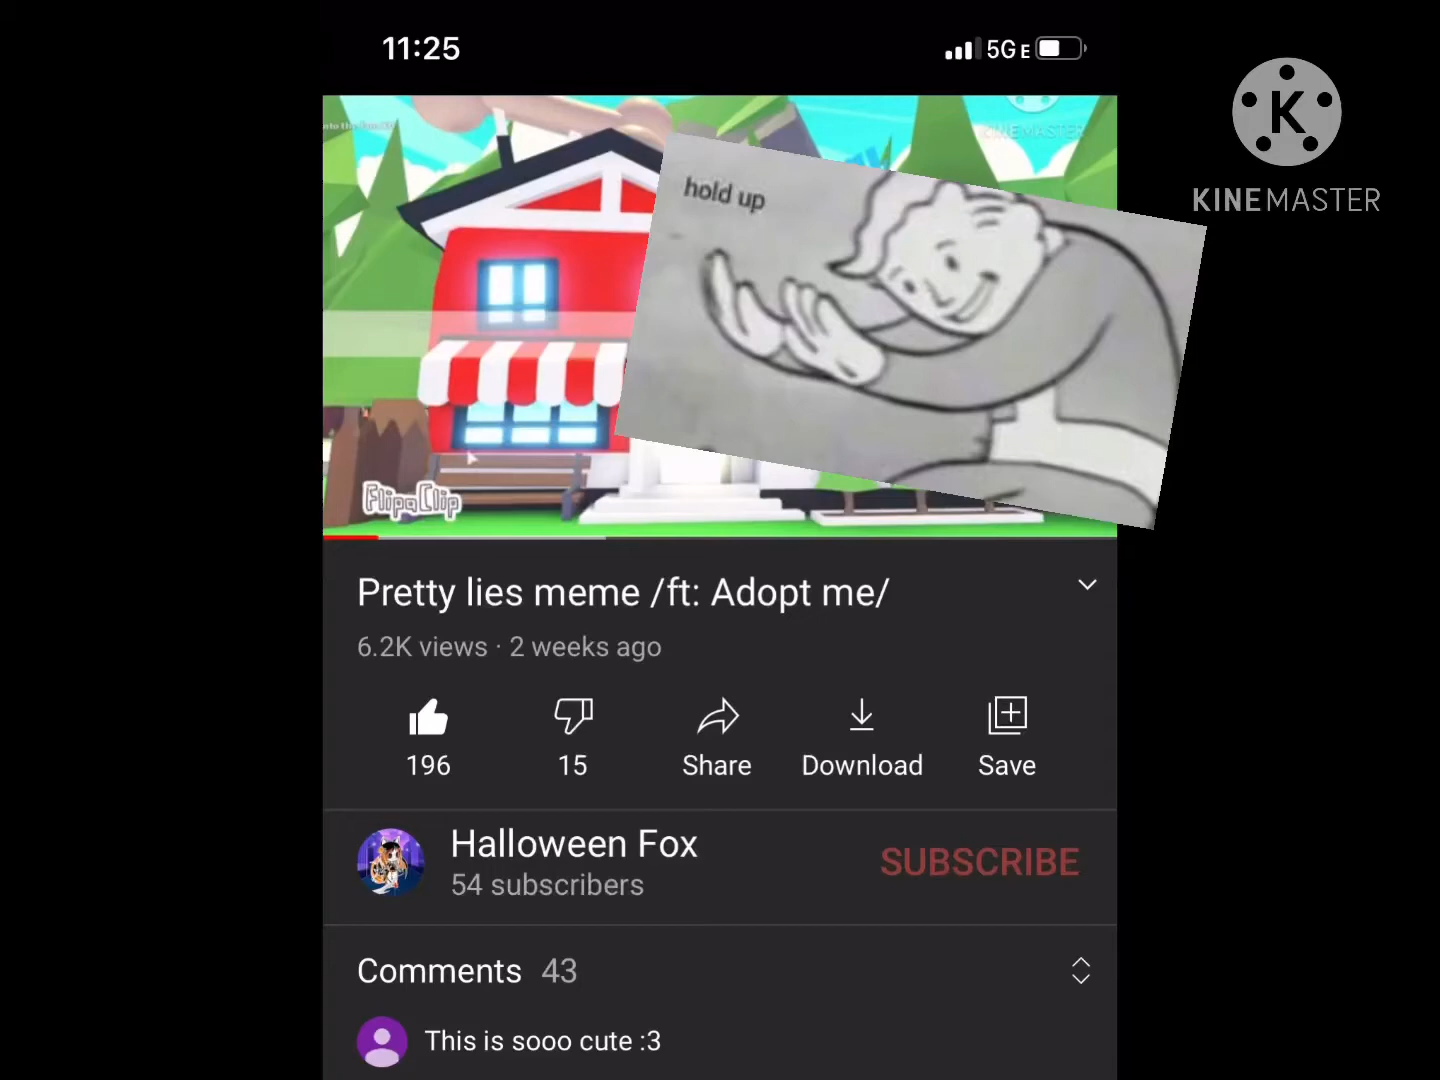 11:25
5G E
KINEMASTER
KINEMASTER
hold up
FlipaClip
Pretty lies meme /ft: Adopt me/
6.2K views · 2 weeks ago
196
15
Share
Download
Save
Halloween Fox
54 subscribers
SUBSCRIBE
Comments 43
This is sooo cute :3